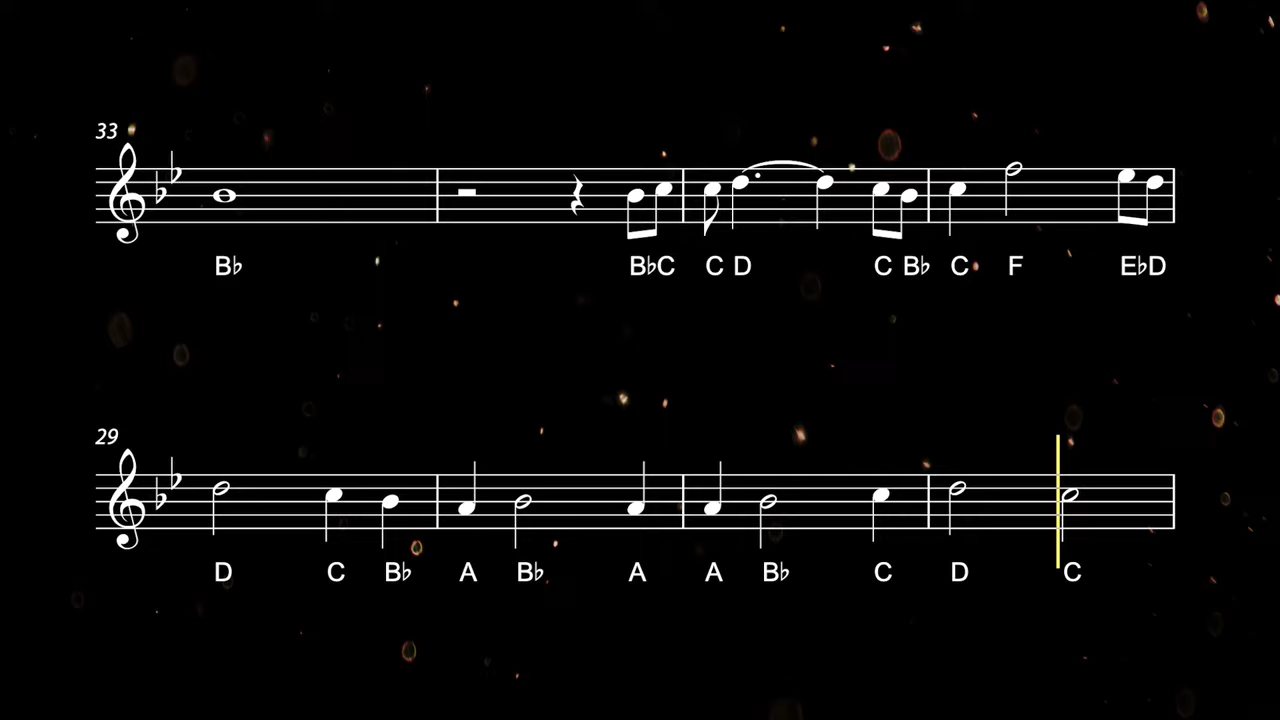 33
B♭ B♭ C C D C B♭ C F E♭ D
29
D C B♭ A B♭ A A B♭ C D C